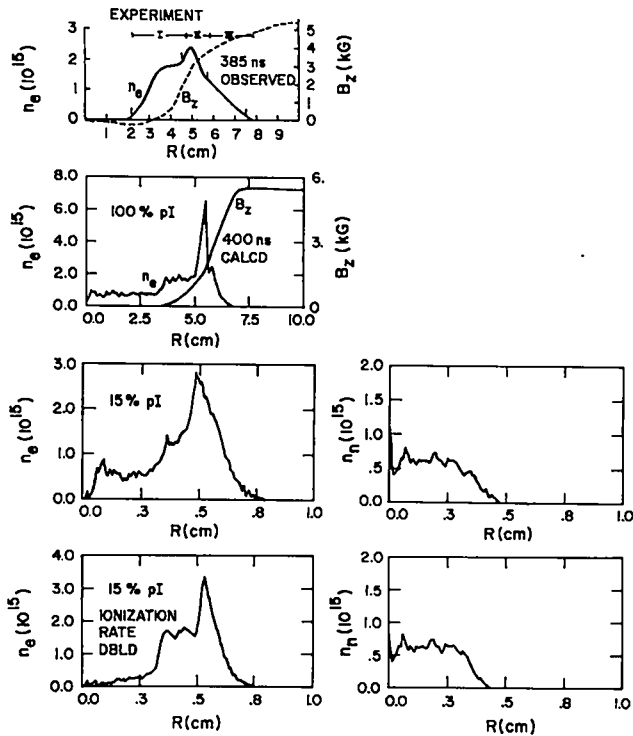 EXPERIMENT
I II III
n_e (10^15)
3
2
1
0
n_e
B_z
385 ns
OBSERVED
5
4
3
2
1
0
B_z (kG)
1 2 3 4 5 6 7 8 9
R(cm)
n_e (10^15)
8.0
6.0
4.0
2.0
0.0
100% pI
n_e
B_z
400 ns
CALCD
6.
3.
0
B_z (kG)
0.0 2.5 5.0 7.5 10.0
R(cm)
n_e (10^15)
3.0
2.0
1.0
0.0
15% pI
0.0 0.25 .5 .8 1.0
R(cm)
n_n (10^15)
2.0
1.5
1.0
.5
0.0
0.0 .3 .5 .8 1.0
R(cm)
n_e (10^15)
4.0
3.0
2.0
1.0
0.0
15% pI
IONIZATION
RATE
DBLD
0.0 .3 .5 .8 1.0
R(cm)
n_n (10^15)
2.0
1.5
1.0
.5
0.0
0.0 .3 .5 .8 1.0
R(cm)